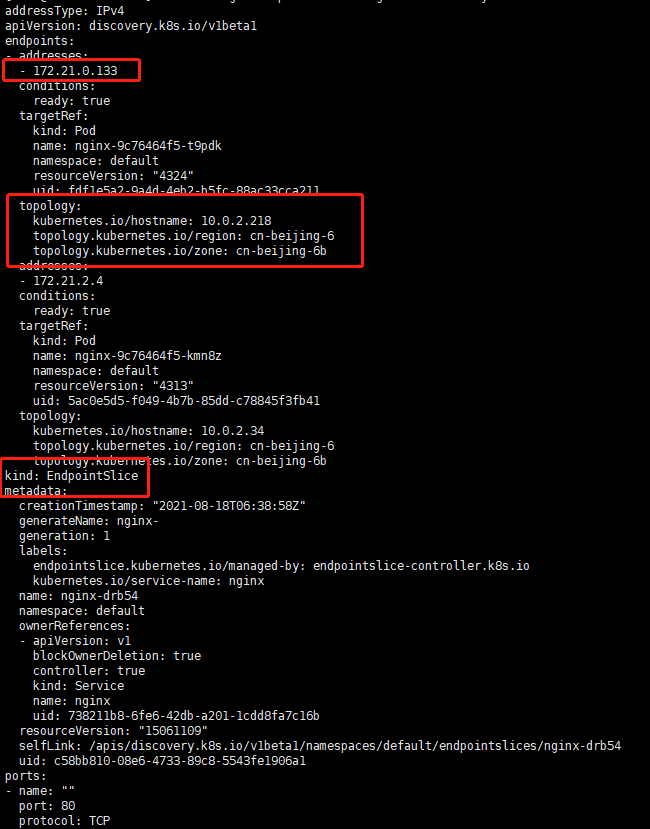 addressType: IPv4
apiVersion: discovery.k8s.io/v1beta1
endpoints:
- addresses:
  - 172.21.0.133
  conditions:
    ready: true
  targetRef:
    kind: Pod
    name: nginx-9c76464f5-t9pdk
    namespace: default
    resourceVersion: "4324"
    uid: fdf1e5a2-9a4d-4eb2-b5fc-88ac33cca211
  topology:
    kubernetes.io/hostname: 10.0.2.218
    topology.kubernetes.io/region: cn-beijing-6
    topology.kubernetes.io/zone: cn-beijing-6b
  addresses:
  - 172.21.2.4
  conditions:
    ready: true
  targetRef:
    kind: Pod
    name: nginx-9c76464f5-kmn8z
    namespace: default
    resourceVersion: "4313"
    uid: 5ac0e5d5-f049-4b7b-85dd-c78845f3fb41
  topology:
    kubernetes.io/hostname: 10.0.2.34
    topology.kubernetes.io/region: cn-beijing-6
    topology.kubernetes.io/zone: cn-beijing-6b
kind: EndpointSlice
metadata:
  creationTimestamp: "2021-08-18T06:38:58Z"
  generateName: nginx-
  generation: 1
  labels:
    endpointslice.kubernetes.io/managed-by: endpointslice-controller.k8s.io
    kubernetes.io/service-name: nginx
  name: nginx-drb54
  namespace: default
  ownerReferences:
  - apiVersion: v1
    blockOwnerDeletion: true
    controller: true
    kind: Service
    name: nginx
    uid: 738211b8-6fe6-42db-a201-1cdd8fa7c16b
  resourceVersion: "15061109"
  selfLink: /apis/discovery.k8s.io/v1beta1/namespaces/default/endpointslices/nginx-drb54
  uid: c58bb810-08e6-4733-89c8-5543fe1906a1
ports:
- name: ""
  port: 80
  protocol: TCP